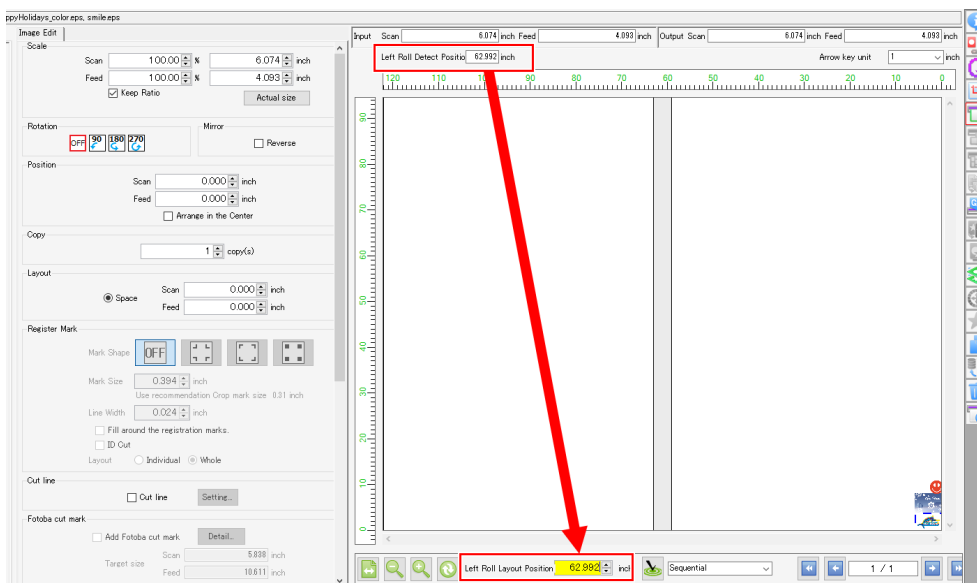 ppyHolidays_color.eps, smile.eps
Image Edit
Scale
Scan 100.00 % 6.074 inch
Feed 100.00 % 4.093 inch
Keep Ratio Actual size
Rotation Mirror
OFF 90 180 270 Reverse
Position
Scan 0.000 inch
Feed 0.000 inch
Arrange in the Center
Copy
1 copy(s)
Layout
Space Scan 0.000 inch
Feed 0.000 inch
Register Mark
Mark Shape OFF
Mark Size 0.394 inch
Use recommendation Crop mark size 0.31 inch
Line Width 0.024 inch
Fill around the registration marks.
ID Cut
Layout Individual Whole
Cut line
Cut line Setting...
Fotoba cut mark
Add Fotoba cut mark Detail...
Target size Scan 5.838 inch
Feed 10.611 inch
Input Scan 6.074 inch Feed 4.093 inch Output Scan 6.074 inch Feed 4.093 inch
Left Roll Detect Positio 62.992 inch Arrow key unit 1 inch
120 110 90 80 70 60 50 40 30 20 10 0
90
80
70
60
50
40
30
20
10
0
Left Roll Layout Position 62.992 incl Sequential 1 / 1